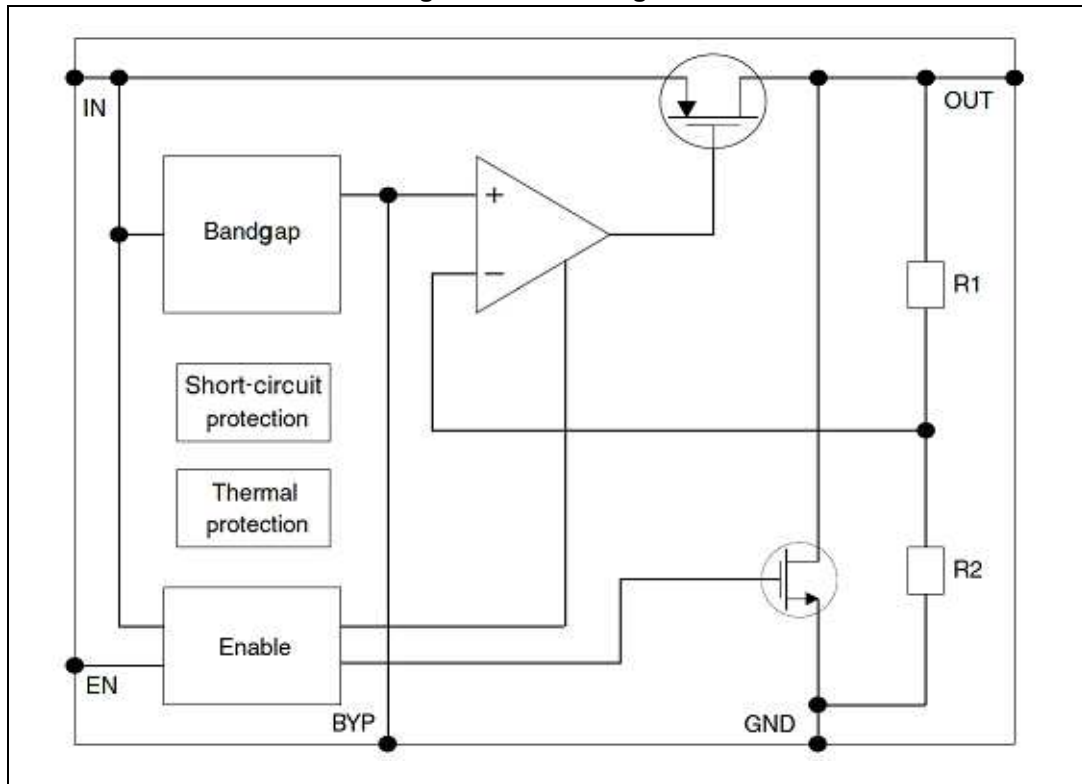 IN
OUT
+
Bandgap
−
R1
Short-circuit
protection
Thermal
protection
R2
Enable
EN
BYP
GND